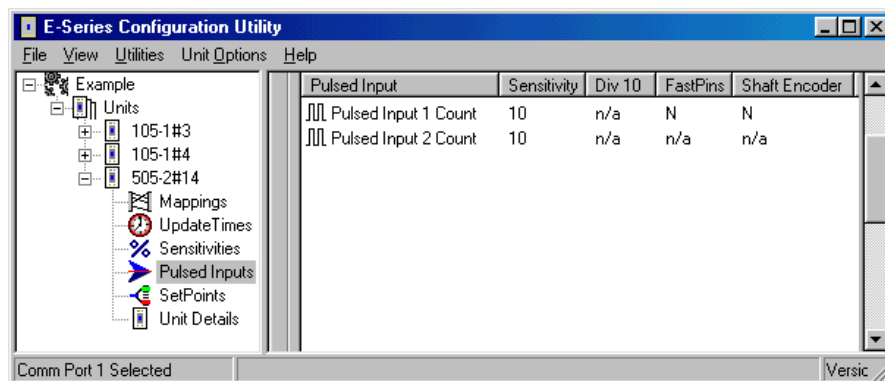 E-Series Configuration Utility
File View Utilities Unit Options Help
Example
Units
105-1#3
105-1#4
505-2#14
Mappings
UpdateTimes
Sensitivities
Pulsed Inputs
SetPoints
Unit Details
Pulsed Input Sensitivity Div 10 FastPins Shaft Encoder
Pulsed Input 1 Count 10 n/a N N
Pulsed Input 2 Count 10 n/a n/a n/a
Comm Port 1 Selected
Versic